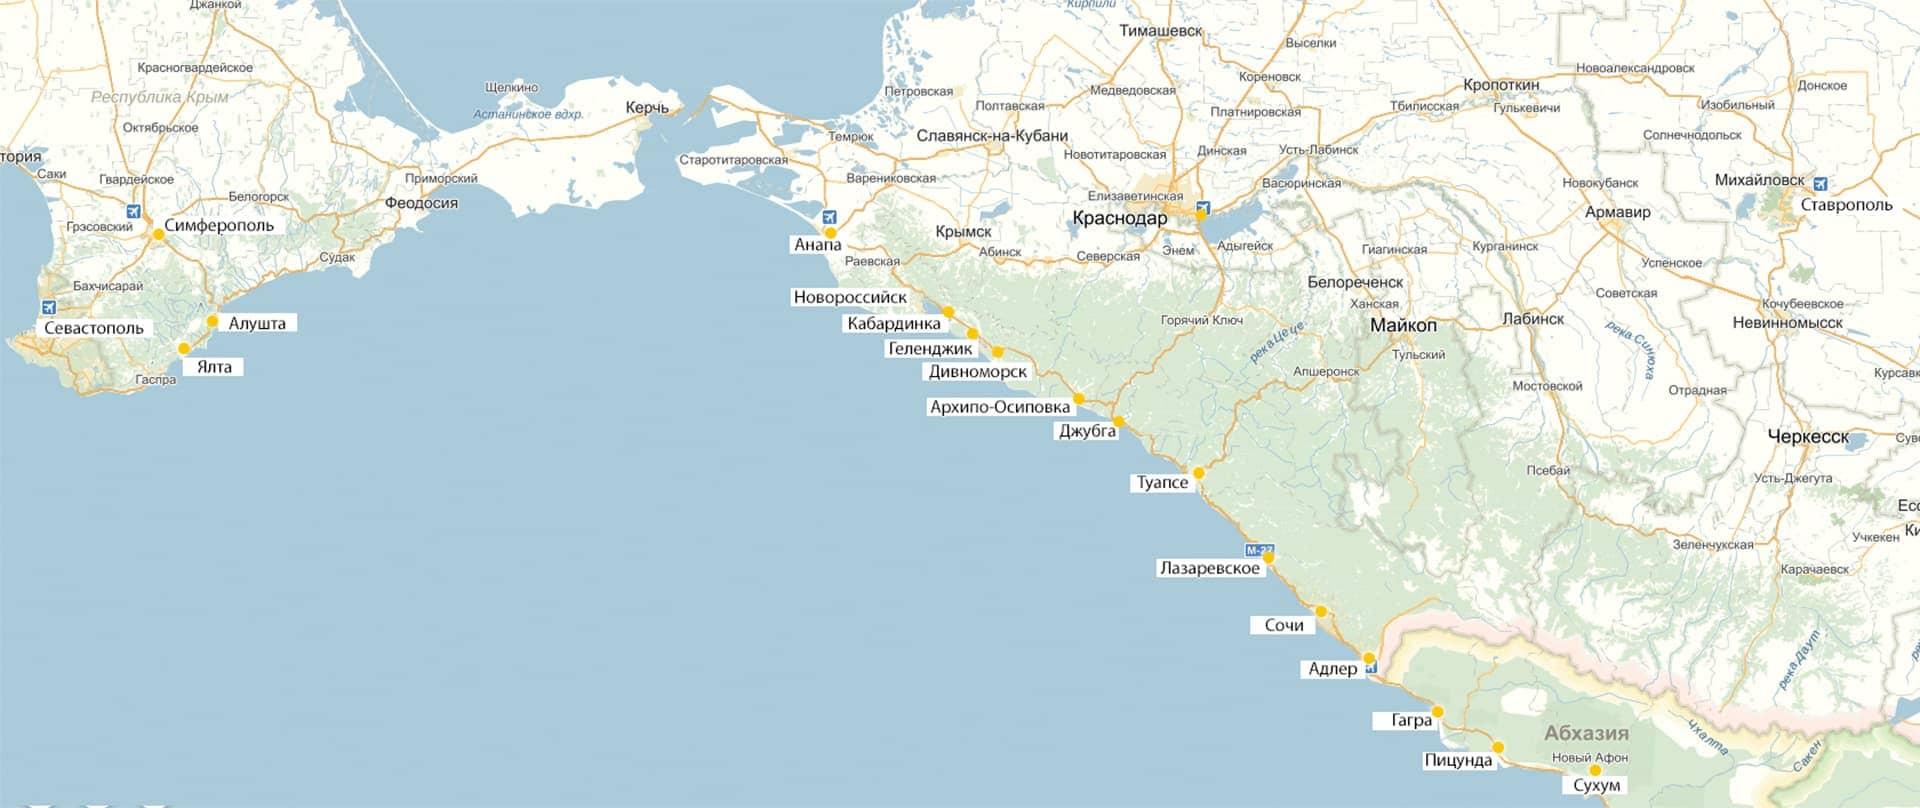 Джанкой
Кирпили
Тимашевск
Выселки
Красногвардейское
Новоалександровск
Кореновск
Щелкино
Кропоткин
Донское
Петровская
Медведовская
Республика Крым
Полтавская
Тбилисская
Гулькевичи
Изобильный
Керчь
Астанинское вдхр.
Платнировская
Октябрьское
Темрюк
Славянск-на-Кубани
Солнечнодольск
тория
Старотитаровская
Новотитаровская
Динская
Усть-Лабинск
Саки
Гвардейское
Приморский
Варениковская
Васюринская
Новокубанск
Михайловск
Белогорск
Елизаветинская
Феодосия
Ставрополь
Грэсовский
Симферополь
Краснодар
Армавир
Анапа
Крымск
Абинск
Северская
Энем
Адыгейск
Гиагинская
Курганинск
Судак
Раевская
Успенское
Бахчисарай
Белореченск
Новороссийск
Ханская
Советская
Кочубеевское
Севастополь
Алушта
Кабардинка
Горячий Ключ
Майкоп
Лабинск
Невинномысск
река Цеце
река Синюха
Геленджик
Тульский
Ялта
Дивноморск
Апшеронск
Курсавк
Гаспра
Мостовской
Отрадная
Архипо-Осиповка
Джубга
Черкесск
Сув
Псебай
Туапсе
Усть-Джегута
Есс
Ки
М-27
Зеленчукская
Учкекен
Лазаревское
Карачаевск
Сочи
река Даут
Адлер
Гагра
Абхазия
Чхалта
Пицунда
Новый Афон
Сакен
Сухум